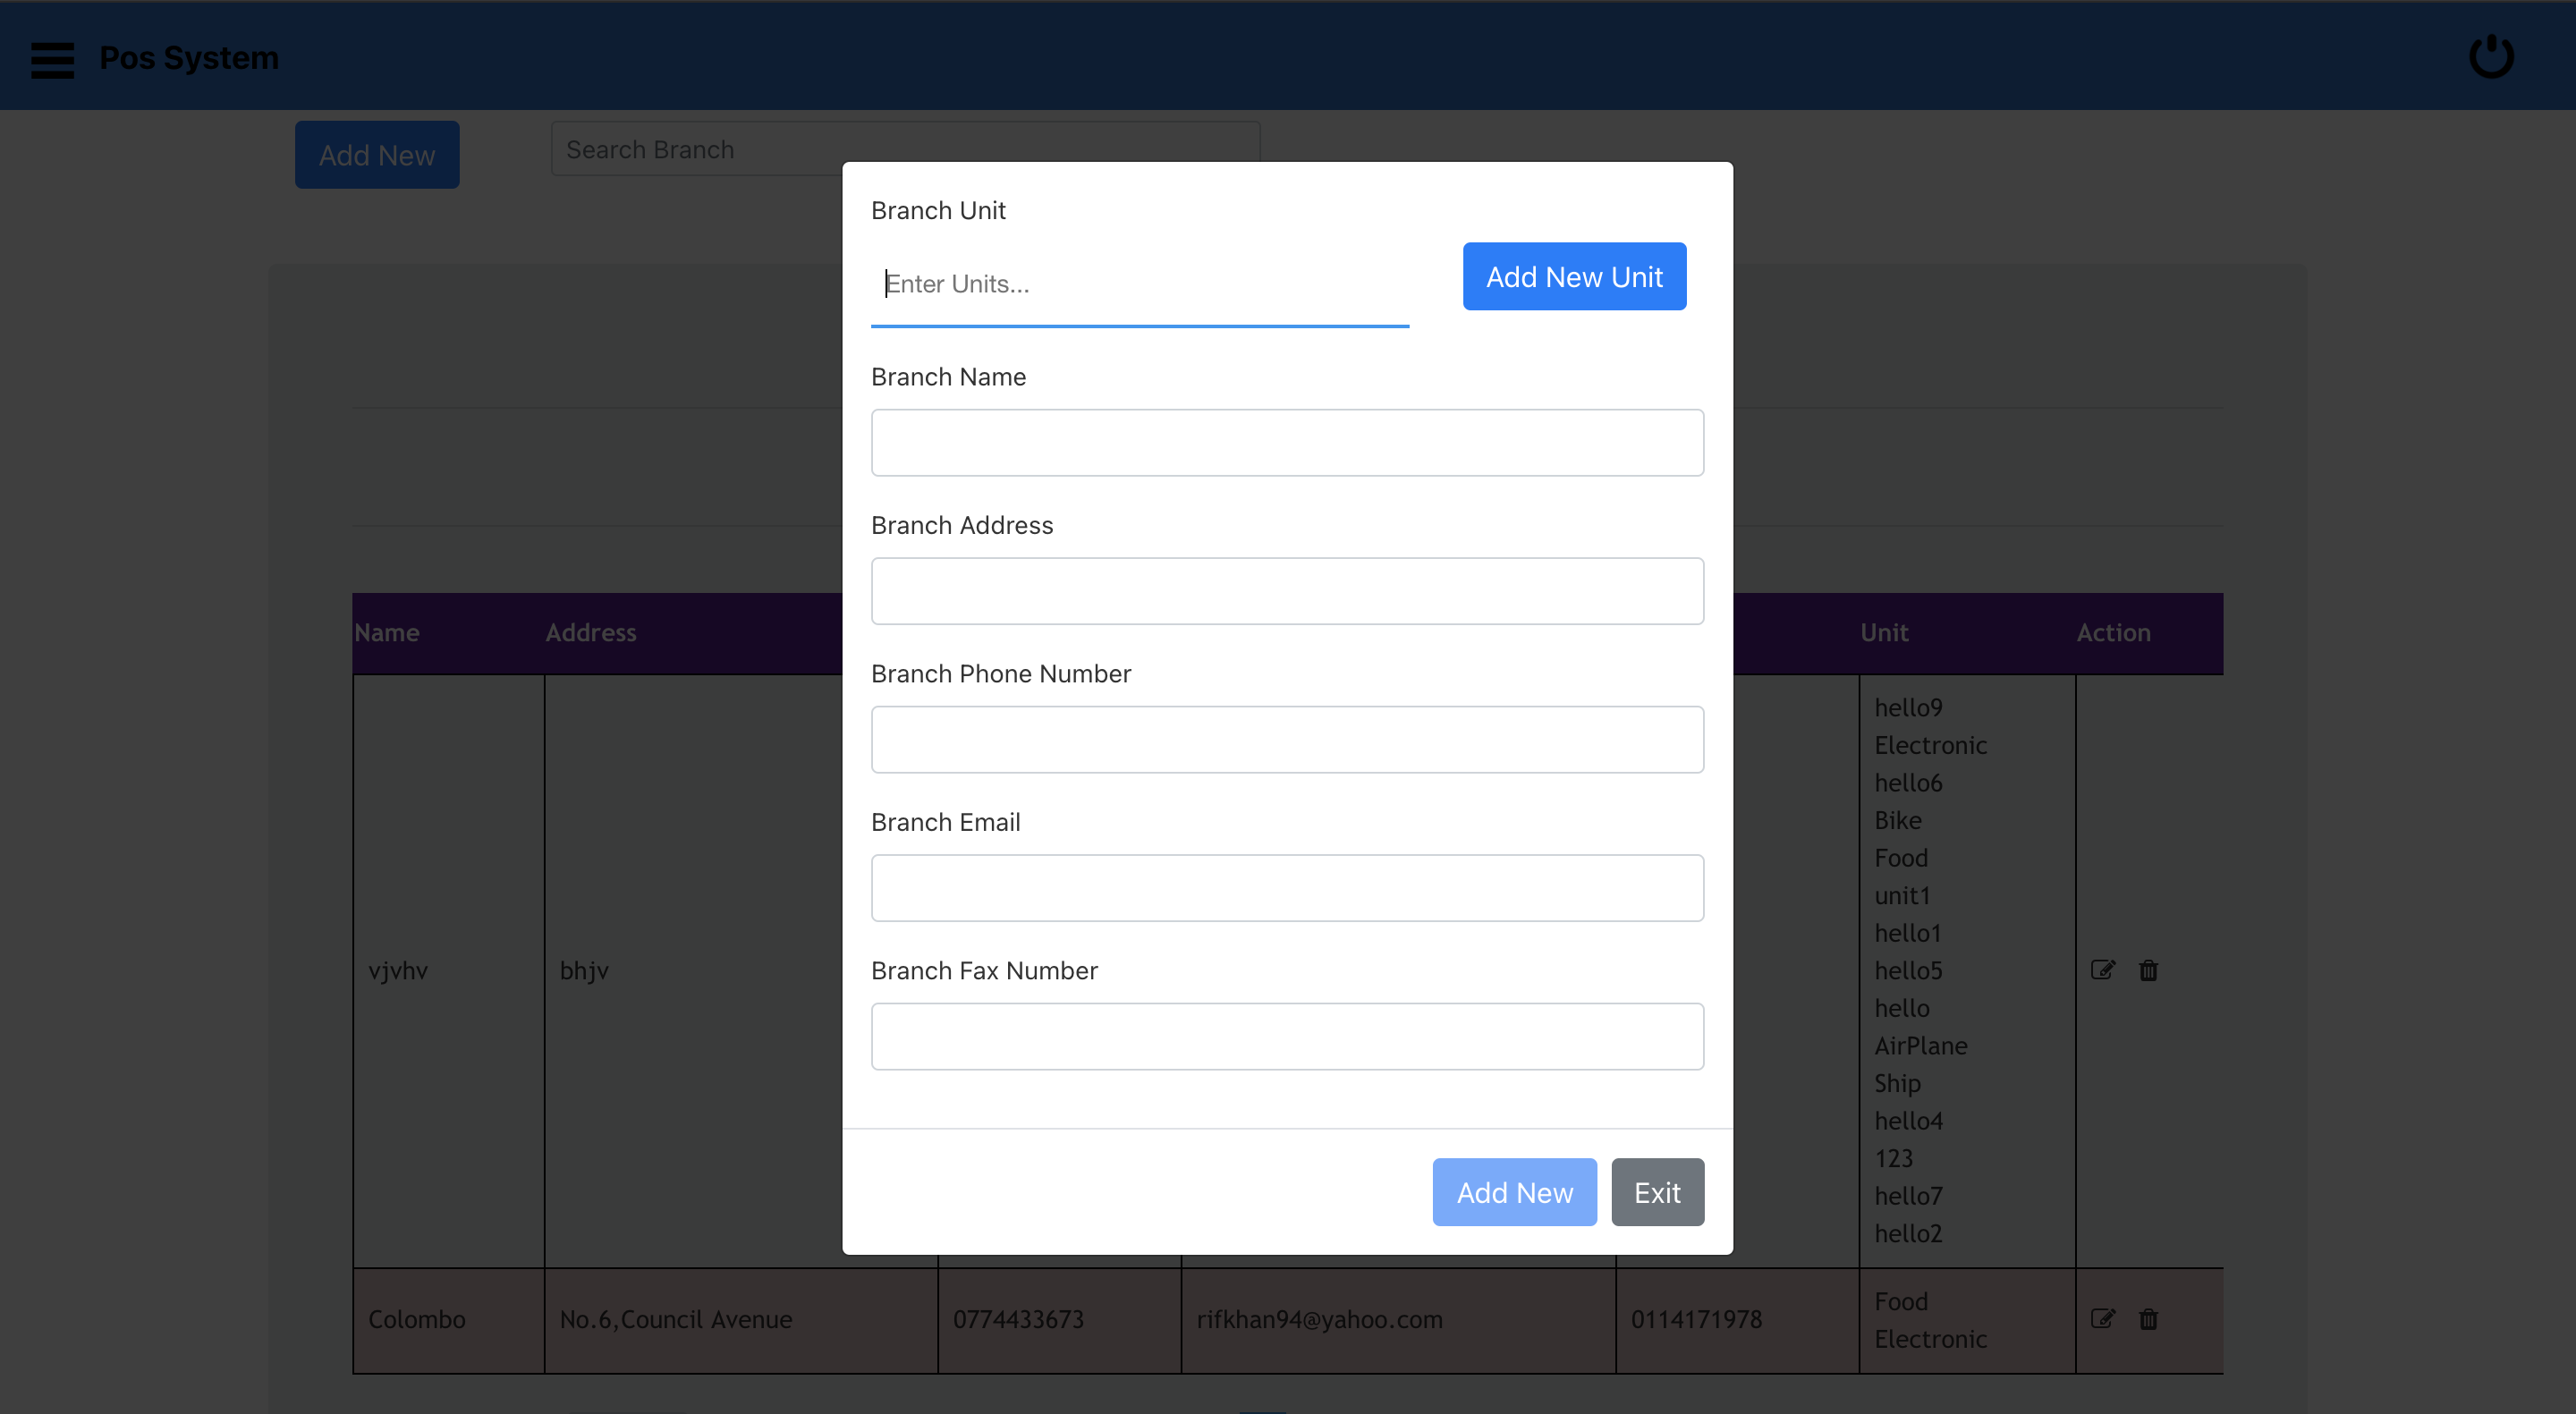 Pos System
Add New
Search Branch
Branch Unit
Enter Units...
Add New Unit
Branch Name
Branch Address
Branch Phone Number
Branch Email
Branch Fax Number
Add New
Exit
Name Address Unit Action
vjvhv bhjv
hello9
Electronic
hello6
Bike
Food
unit1
hello1
hello5
hello
AirPlane
Ship
hello4
123
hello7
hello2
Colombo No.6,Council Avenue 0774433673 rifkhan94@yahoo.com 0114171978
Food
Electronic